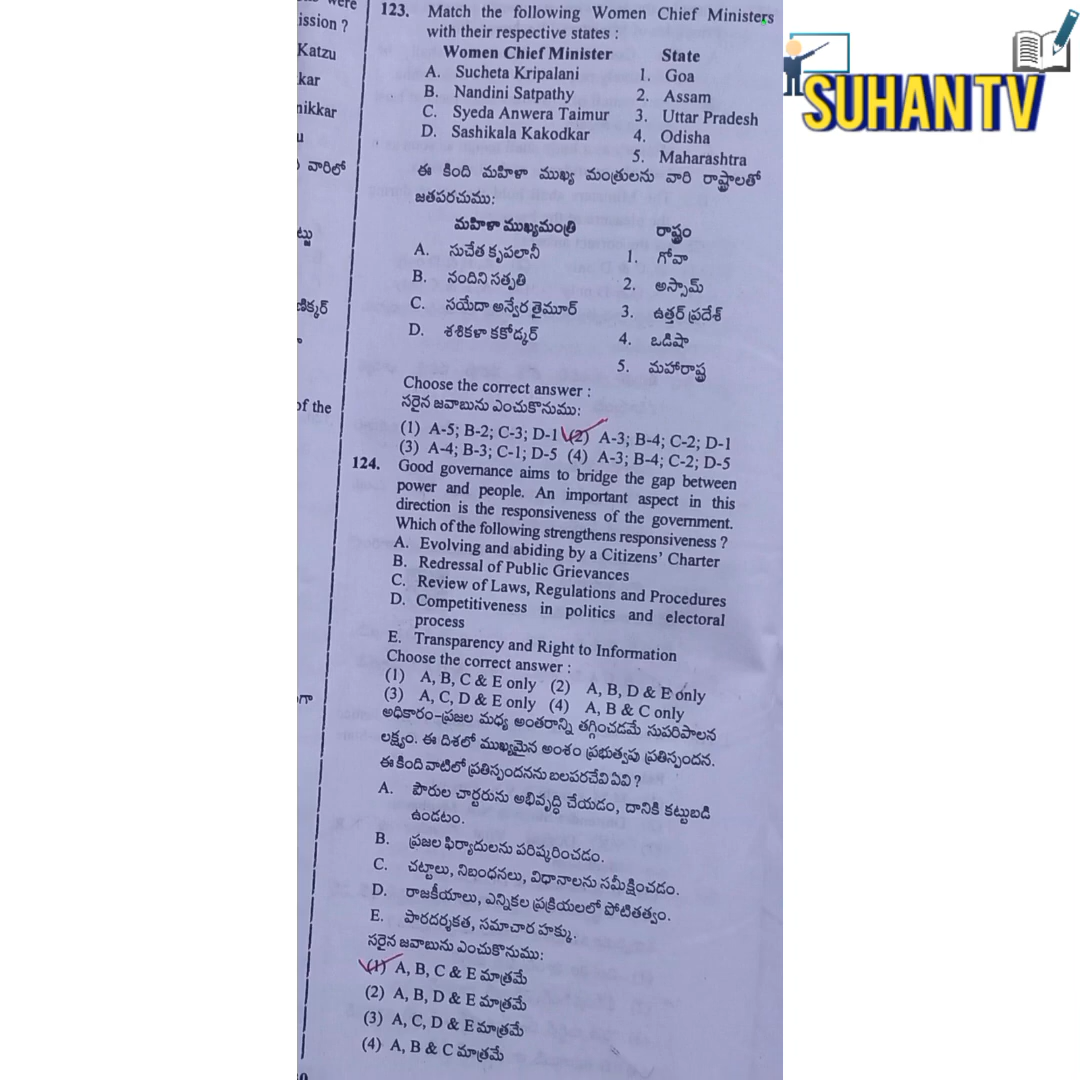 were
ission ?
Katzu
kar
nikkar
వారిలో
ట్టు
ణిక్కర్
of the
SUHAN TV
123. Match the following Women Chief Ministers
with their respective states :
Women Chief Minister State
A. Sucheta Kripalani 1. Goa
B. Nandini Satpathy 2. Assam
C. Syeda Anwera Taimur 3. Uttar Pradesh
D. Sashikala Kakodkar 4. Odisha
5. Maharashtra
ఈ కింది మహిళా ముఖ్య మంత్రులను వారి రాష్ట్రాలతో
జతపరచుము:
మహిళా ముఖ్యమంత్రి రాష్ట్రం
A. సుచేత కృపలానీ 1. గోవా
B. నందిని సత్పతి 2. అస్సామ్
C. సయేదా అన్వేర తైమూర్ 3. ఉత్తర్ ప్రదేశ్
D. శశికళా కకోడ్కర్ 4. ఒడిషా
5. మహారాష్ట్ర
Choose the correct answer :
సరైన జవాబును ఎంచుకొనుము:
(1) A-5; B-2; C-3; D-1 (2) A-3; B-4; C-2; D-1
(3) A-4; B-3; C-1; D-5 (4) A-3; B-4; C-2; D-5
124. Good governance aims to bridge the gap between
power and people. An important aspect in this
direction is the responsiveness of the government.
Which of the following strengthens responsiveness ?
A. Evolving and abiding by a Citizens' Charter
B. Redressal of Public Grievances
C. Review of Laws, Regulations and Procedures
D. Competitiveness in politics and electoral
process
E. Transparency and Right to Information
Choose the correct answer :
(1) A, B, C & E only (2) A, B, D & E only
(3) A, C, D & E only (4) A, B & C only
అధికారం-ప్రజల మధ్య అంతరాన్ని తగ్గించడమే సుపరిపాలన
లక్ష్యం. ఈ దిశలో ముఖ్యమైన అంశం ప్రభుత్వపు ప్రతిస్పందన.
ఈ కింది వాటిలో ప్రతిస్పందనను బలపరచేవి ఏవి ?
A. పౌరుల చార్టరును అభివృద్ధి చేయడం, దానికి కట్టుబడి
ఉండటం.
B. ప్రజల ఫిర్యాదులను పరిష్కరించడం.
C. చట్టాలు, నిబంధనలు, విధానాలను సమీక్షించడం.
D. రాజకీయాలు, ఎన్నికల ప్రక్రియలలో పోటీతత్వం.
E. పారదర్శకత, సమాచార హక్కు.
సరైన జవాబును ఎంచుకొనుము:
(1) A, B, C & E మాత్రమే
(2) A, B, D & E మాత్రమే
(3) A, C, D & E మాత్రమే
(4) A, B & C మాత్రమే